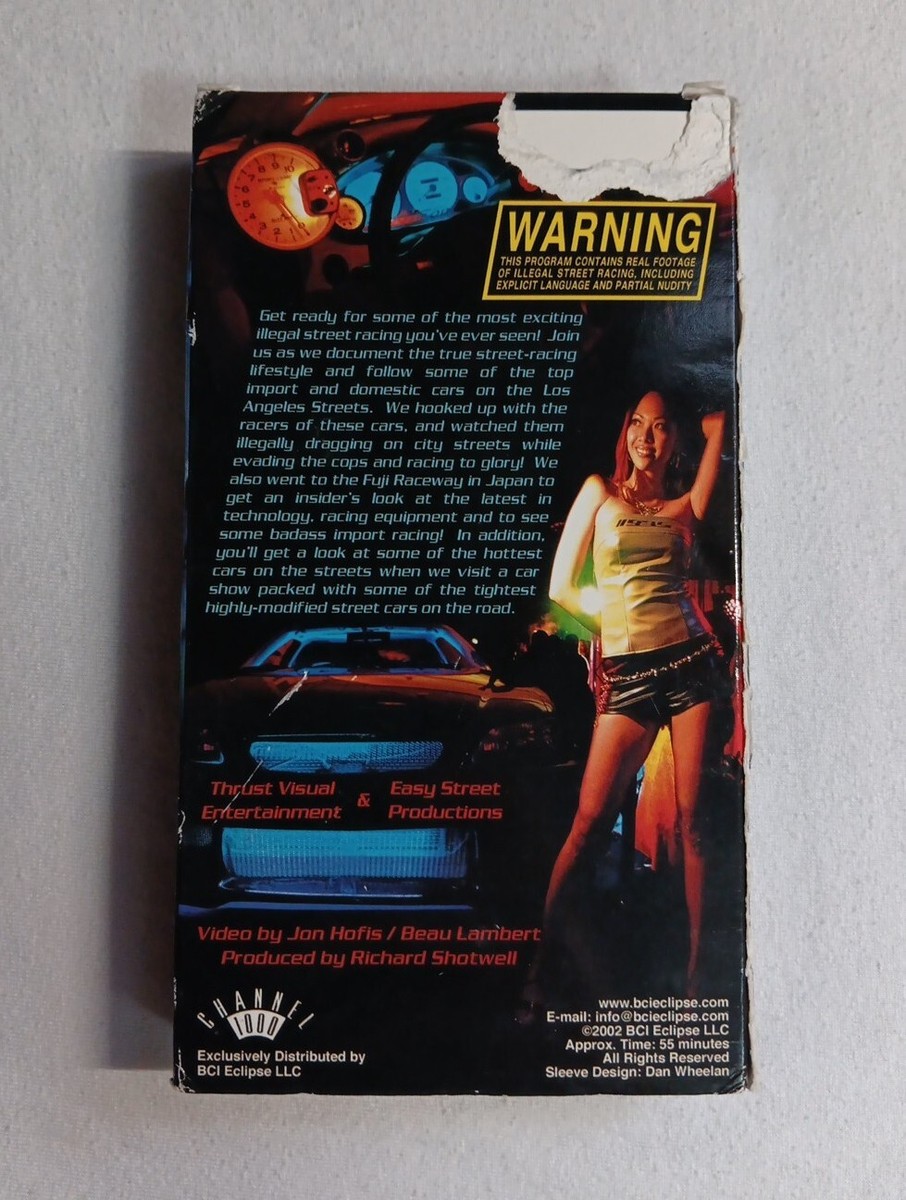 WARNING
THIS PROGRAM CONTAINS REAL FOOTAGE
OF ILLEGAL STREET RACING, INCLUDING
EXPLICIT LANGUAGE AND PARTIAL NUDITY
Get ready for some of the most exciting
illegal street racing you've ever seen! Join
us as we document the true street-racing
lifestyle and follow some of the top
import and domestic cars on the Los
Angeles Streets. We hooked up with the
racers of these cars, and watched them
illegally dragging on city streets while
evading the cops and racing to glory! We
also went to the Fuji Raceway in Japan to
get an insider's look at the latest in
technology, racing equipment and to see
some badass import racing! In addition,
you'll get a look at some of the hottest
cars on the streets when we visit a car
show packed with some of the tightest
highly-modified street cars on the road.
Thrust Visual
Entertainment
&
Easy Street
Productions
Video by Jon Hofis / Beau Lambert
Produced by Richard Shotwell
CHANNEL
1000
Exclusively Distributed by
BCI Eclipse LLC
www.bcieclipse.com
E-mail: info@bcieclipse.com
©2002 BCI Eclipse LLC
Approx. Time: 55 minutes
All Rights Reserved
Sleeve Design: Dan Wheelan